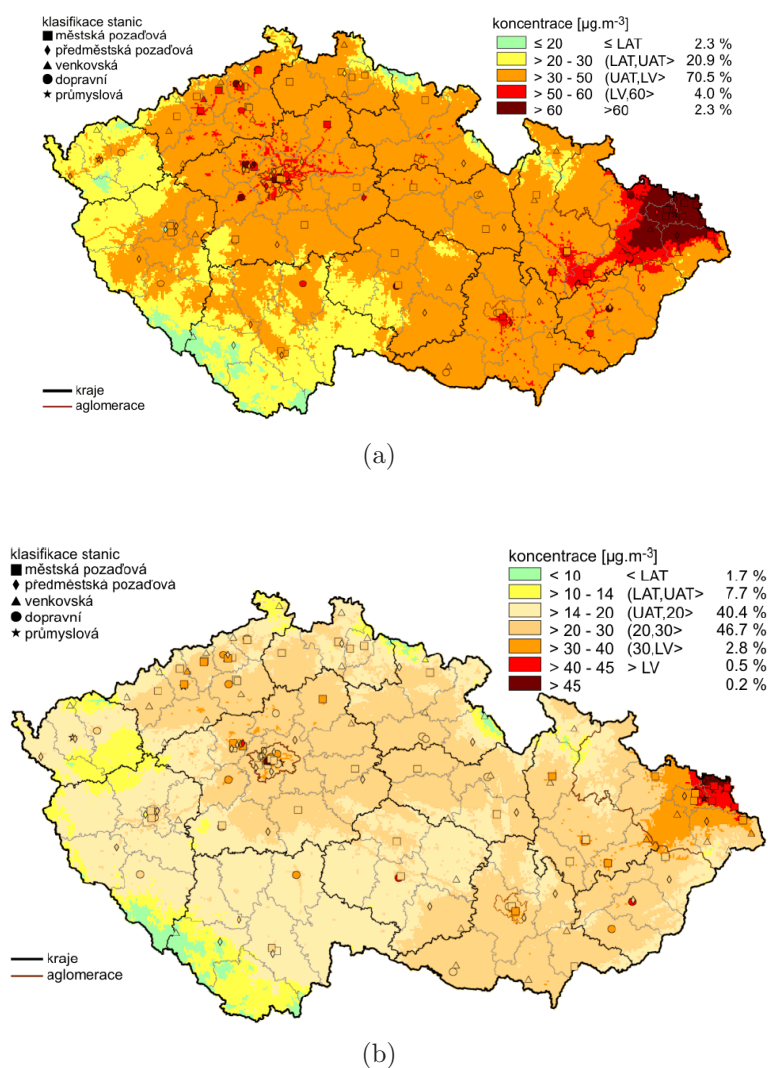 klasifikace stanic
městská pozaďová
předměstská pozaďová
venkovská
dopravní
průmyslová
koncentrace [µg.m-3]
≤ 20 ≤ LAT 2.3 %
> 20 - 30 (LAT,UAT> 20.9 %
> 30 - 50 (UAT,LV> 70.5 %
> 50 - 60 (LV,60> 4.0 %
> 60 >60 2.3 %
kraje
aglomerace
(a)
klasifikace stanic
městská pozaďová
předměstská pozaďová
venkovská
dopravní
průmyslová
koncentrace [µg.m-3]
< 10 < LAT 1.7 %
> 10 - 14 (LAT,UAT> 7.7 %
> 14 - 20 (UAT,20> 40.4 %
> 20 - 30 (20,30> 46.7 %
> 30 - 40 (30,LV> 2.8 %
> 40 - 45 > LV 0.5 %
> 45 0.2 %
kraje
aglomerace
(b)